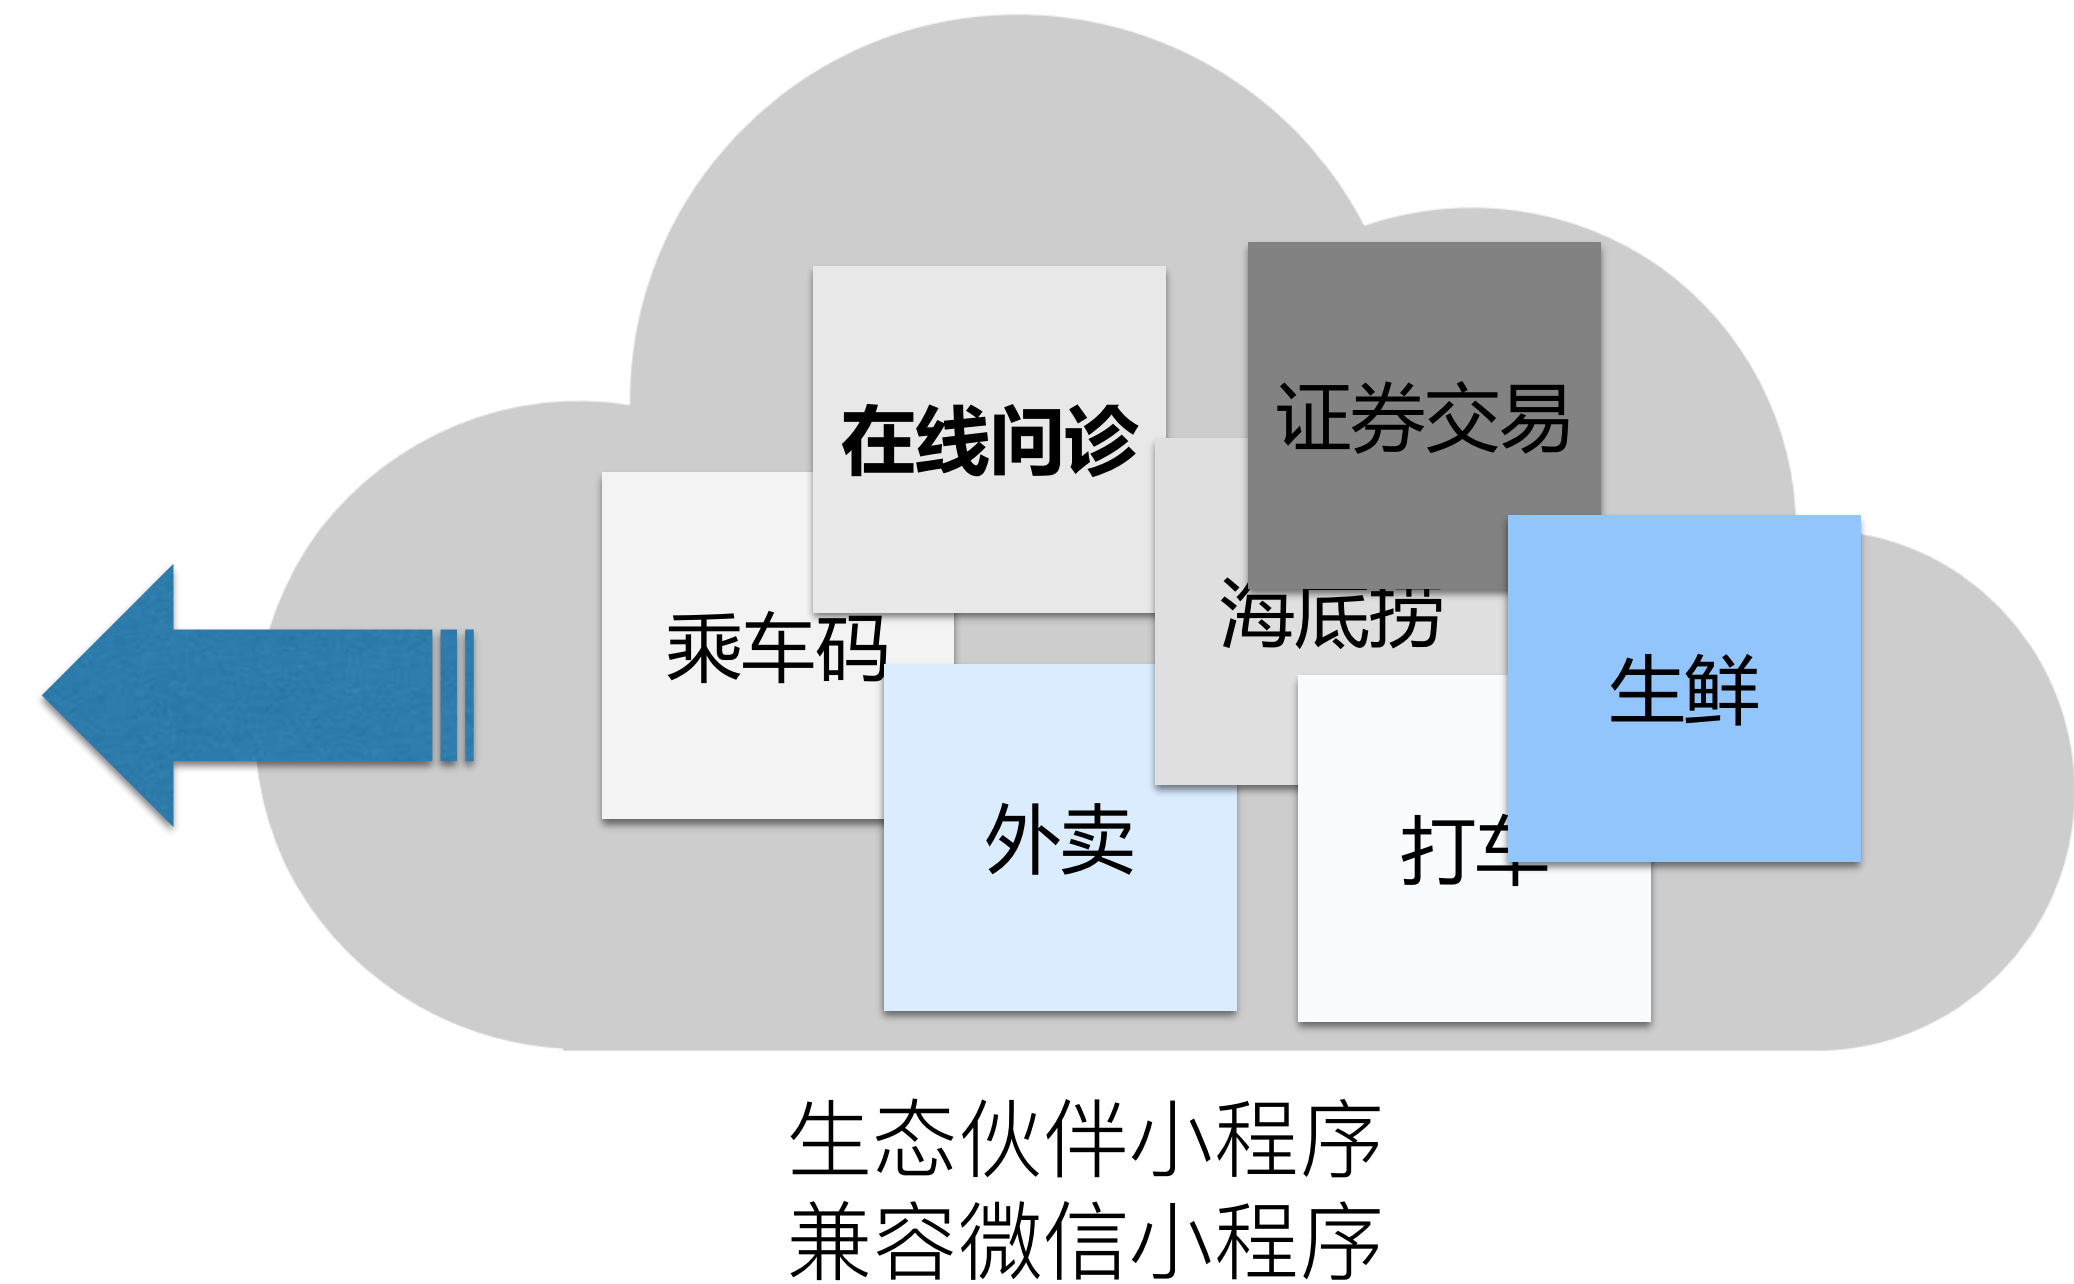 证券交易
在线问诊
海底捞
乘车码
生鲜
外卖
打车
生态伙伴小程序
兼容微信小程序